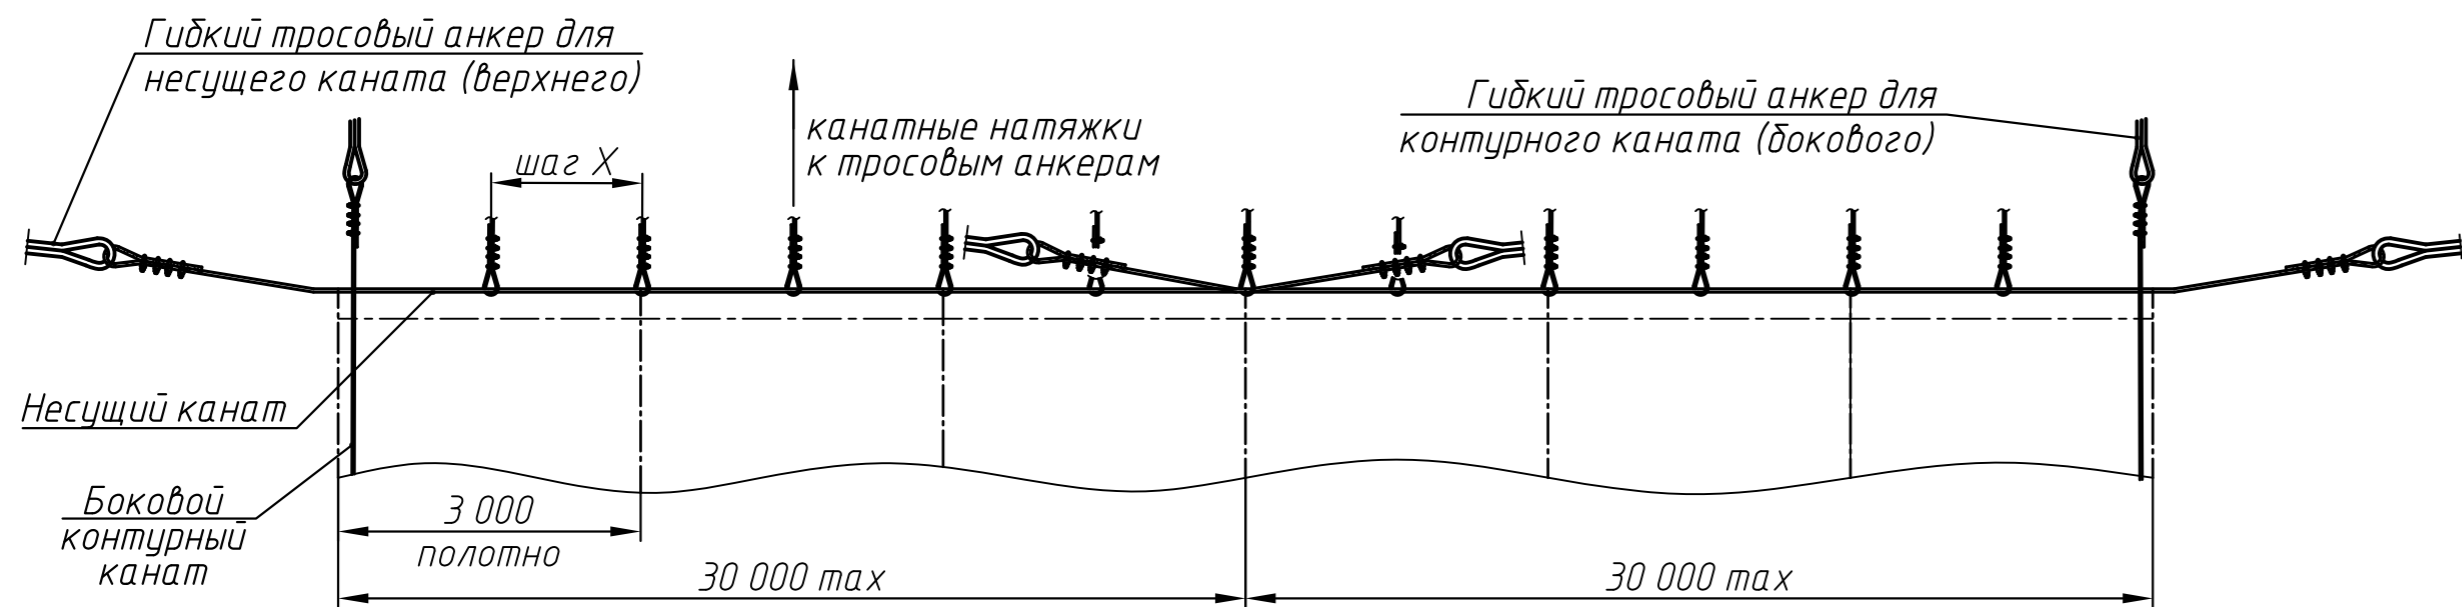 Гибкий тросовый анкер для
несущего каната (верхнего)
канатные натяжки
к тросовым анкерам
шаг X
Гибкий тросовый анкер для
контурного каната (бокового)
Несущий канат
Боковой
контурный
канат
3 000
полотно
30 000 max
30 000 max